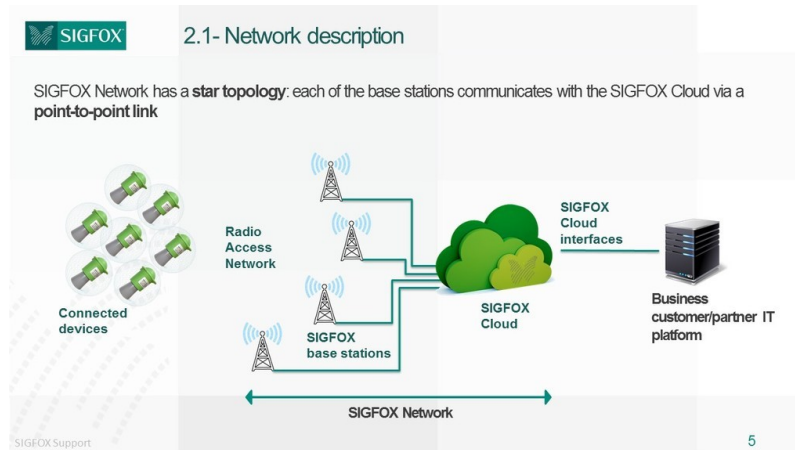 SIGFOX
2.1- Network description
SIGFOX Network has a star topology: each of the base stations communicates with the SIGFOX Cloud via a
point-to-point link
Radio
Access
Network
SIGFOX
Cloud
interfaces
Connected
devices
SIGFOX
base stations
SIGFOX
Cloud
Business
customer/partner IT
platform
SIGFOX Network
SIGFOX Support
5